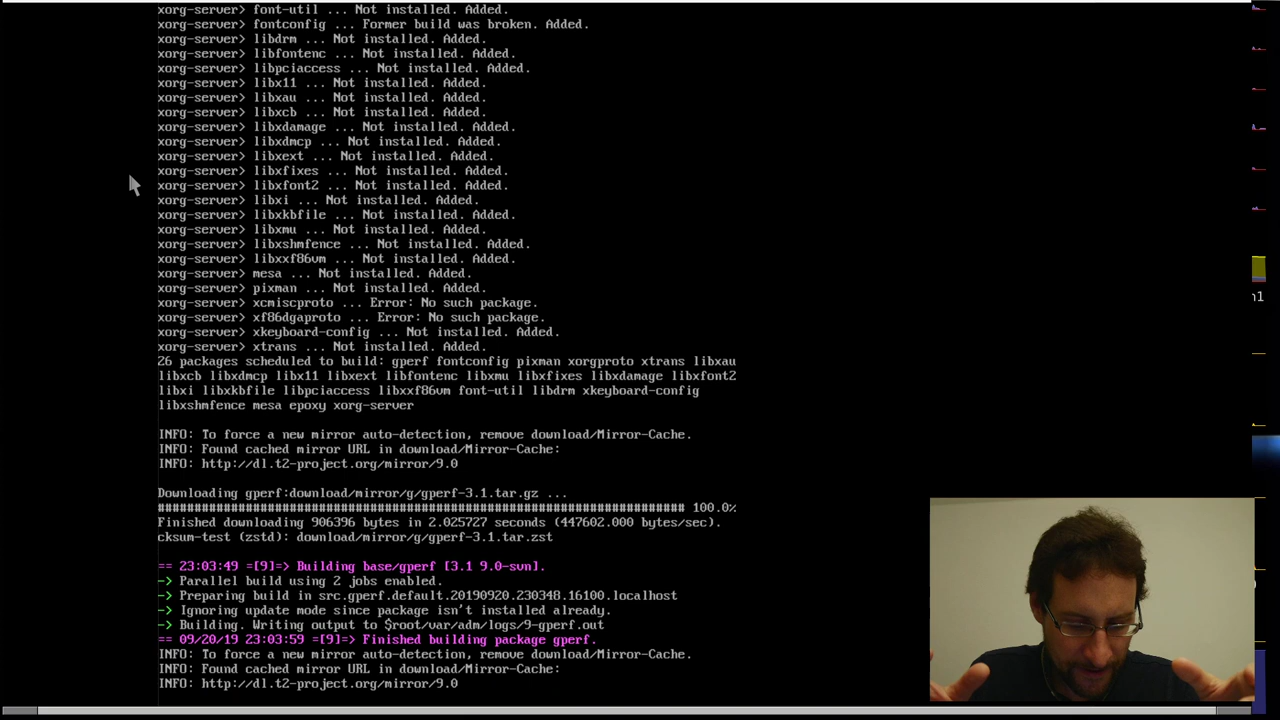 xorg-server> font-util ... Not installed. Added.
xorg-server> fontconfig ... Former build was broken. Added.
xorg-server> libdrm ... Not installed. Added.
xorg-server> libfontenc ... Not installed. Added.
xorg-server> libpciaccess ... Not installed. Added.
xorg-server> libx11 ... Not installed. Added.
xorg-server> libxau ... Not installed. Added.
xorg-server> libxcb ... Not installed. Added.
xorg-server> libxdamage ... Not installed. Added.
xorg-server> libxdmcp ... Not installed. Added.
xorg-server> libxext ... Not installed. Added.
xorg-server> libxfixes ... Not installed. Added.
xorg-server> libxfont2 ... Not installed. Added.
xorg-server> libxi ... Not installed. Added.
xorg-server> libxkbfile ... Not installed. Added.
xorg-server> libxmu ... Not installed. Added.
xorg-server> libxshmfence ... Not installed. Added.
xorg-server> libxxf86vm ... Not installed. Added.
xorg-server> mesa ... Not installed. Added.
xorg-server> pixman ... Not installed. Added.
xorg-server> xcmiscproto ... Error: No such package.
xorg-server> xf86dgaproto ... Error: No such package.
xorg-server> xkeyboard-config ... Not installed. Added.
xorg-server> xtrans ... Not installed. Added.
26 packages scheduled to build: gperf fontconfig pixman xorgproto xtrans libxau
libxcb libxdmcp libx11 libxext libfontenc libxmu libxfixes libxdamage libxfont2
libxi libxkbfile libpciaccess libxxf86vm font-util libdrm xkeyboard-config
libxshmfence mesa epoxy xorg-server
INFO: To force a new mirror auto-detection, remove download/Mirror-Cache.
INFO: Found cached mirror URL in download/Mirror-Cache:
INFO: http://dl.t2-project.org/mirror/9.0
Downloading gperf:download/mirror/g/gperf-3.1.tar.gz ...
######################################################################## 100.0%
Finished downloading 906396 bytes in 2.025727 seconds (447602.000 bytes/sec).
cksum-test (zstd): download/mirror/g/gperf-3.1.tar.zst
== 23:03:49 =[9]=> Building base/gperf [3.1 9.0-svn].
-> Parallel build using 2 jobs enabled.
-> Preparing build in src.gperf.default.20190920.230348.16100.localhost
-> Ignoring update mode since package isn't installed already.
-> Building. Writing output to $root/var/adm/logs/9-gperf.out
== 09/20/19 23:03:59 =[9]=> Finished building package gperf.
INFO: To force a new mirror auto-detection, remove download/Mirror-Cache.
INFO: Found cached mirror URL in download/Mirror-Cache:
INFO: http://dl.t2-project.org/mirror/9.0